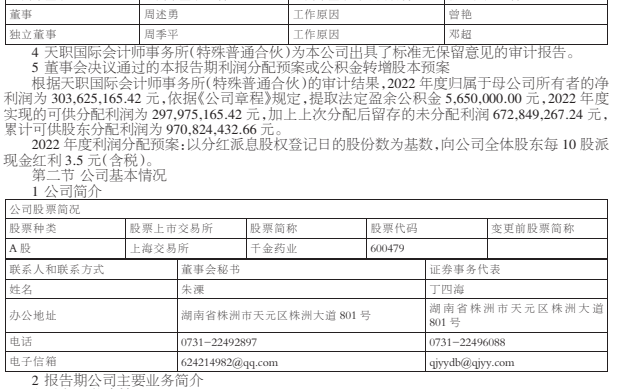 董事 周述勇 工作原因 曾艳
独立董事 周季平 工作原因 邓超
4 天职国际会计师事务所(特殊普通合伙)为本公司出具了标准无保留意见的审计报告。
5 董事会决议通过的本报告期利润分配预案或公积金转增股本预案
根据天职国际会计师事务所(特殊普通合伙)的审计结果,2022 年度归属于母公司所有者的净
利润为 303,625,165.42 元,依据《公司章程》规定,提取法定盈余公积金 5,650,000.00 元,2022 年度
实现的可供分配利润为 297,975,165.42 元,加上上次分配后留存的未分配利润 672,849,267.24 元,
累计可供股东分配利润为 970,824,432.66 元。
2022 年度利润分配预案:以分红派息股权登记日的股份数为基数,向公司全体股东每 10 股派
现金红利 3.5 元(含税)。
第二节 公司基本情况
1 公司简介
公司股票简况
股票种类 股票上市交易所 股票简称 股票代码 变更前股票简称
A 股 上海交易所 千金药业 600479
联系人和联系方式 董事会秘书 证券事务代表
姓名 朱溧 丁四海
办公地址 湖南省株洲市天元区株洲大道 801 号 湖南省株洲市天元区株洲大道
801 号
电话 0731-22492897 0731-22496088
电子信箱 624214982@qq.com qjyydb@qjyy.com
2 报告期公司主要业务简介